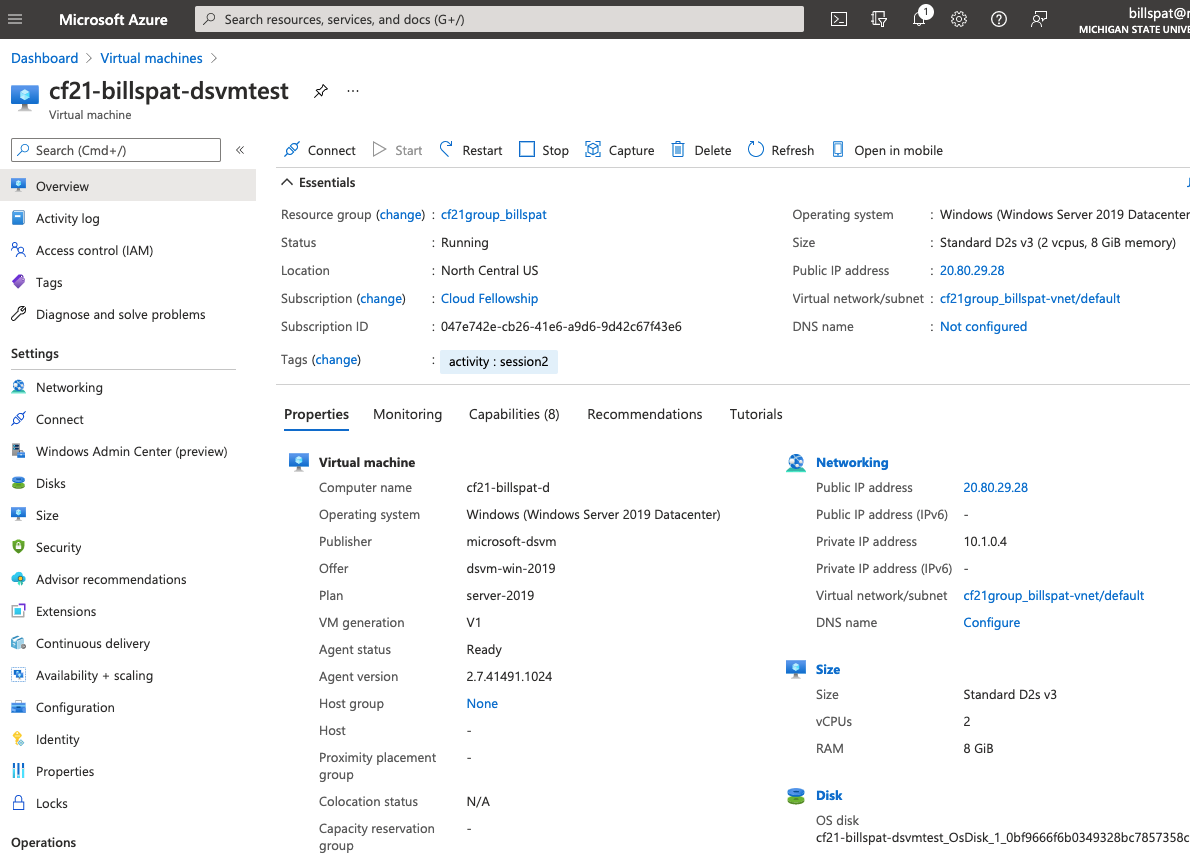 Microsoft Azure
Search resources, services, and docs (G+/)
1
billspat@
MICHIGAN STATE UNIVE
Dashboard > Virtual machines >
cf21-billspat-dsvmtest
Virtual machine
Search (Cmd+/)
«
Connect Start Restart Stop Capture Delete Refresh Open in mobile
Overview
Activity log
Access control (IAM)
Tags
Diagnose and solve problems
Settings
Networking
Connect
Windows Admin Center (preview)
Disks
Size
Security
Advisor recommendations
Extensions
Continuous delivery
Availability + scaling
Configuration
Identity
Properties
Locks
Operations
Essentials
Resource group (change) : cf21group_billspat
Status : Running
Location : North Central US
Subscription (change) : Cloud Fellowship
Subscription ID : 047e742e-cb26-41e6-a9d6-9d42c67f43e6
Tags (change) : activity : session2
Operating system : Windows (Windows Server 2019 Datacenter
Size : Standard D2s v3 (2 vcpus, 8 GiB memory)
Public IP address : 20.80.29.28
Virtual network/subnet : cf21group_billspat-vnet/default
DNS name : Not configured
Properties Monitoring Capabilities (8) Recommendations Tutorials
Virtual machine
Computer name cf21-billspat-d
Operating system Windows (Windows Server 2019 Datacenter)
Publisher microsoft-dsvm
Offer dsvm-win-2019
Plan server-2019
VM generation V1
Agent status Ready
Agent version 2.7.41491.1024
Host group None
Host -
Proximity placement -
group
Colocation status N/A
Capacity reservation -
group
Networking
Public IP address 20.80.29.28
Public IP address (IPv6) -
Private IP address 10.1.0.4
Private IP address (IPv6) -
Virtual network/subnet cf21group_billspat-vnet/default
DNS name Configure
Size
Size Standard D2s v3
vCPUs 2
RAM 8 GiB
Disk
OS disk
cf21-billspat-dsvmtest_OsDisk_1_0bf9666f6b0349328bc7857358c